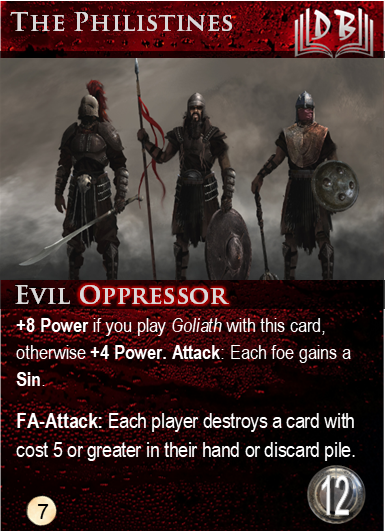 The Philistines
DB
Evil Oppressor
+8 Power if you play Goliath with this card,
otherwise +4 Power. Attack: Each foe gains a
Sin.
FA-Attack: Each player destroys a card with
cost 5 or greater in their hand or discard pile.
7
12